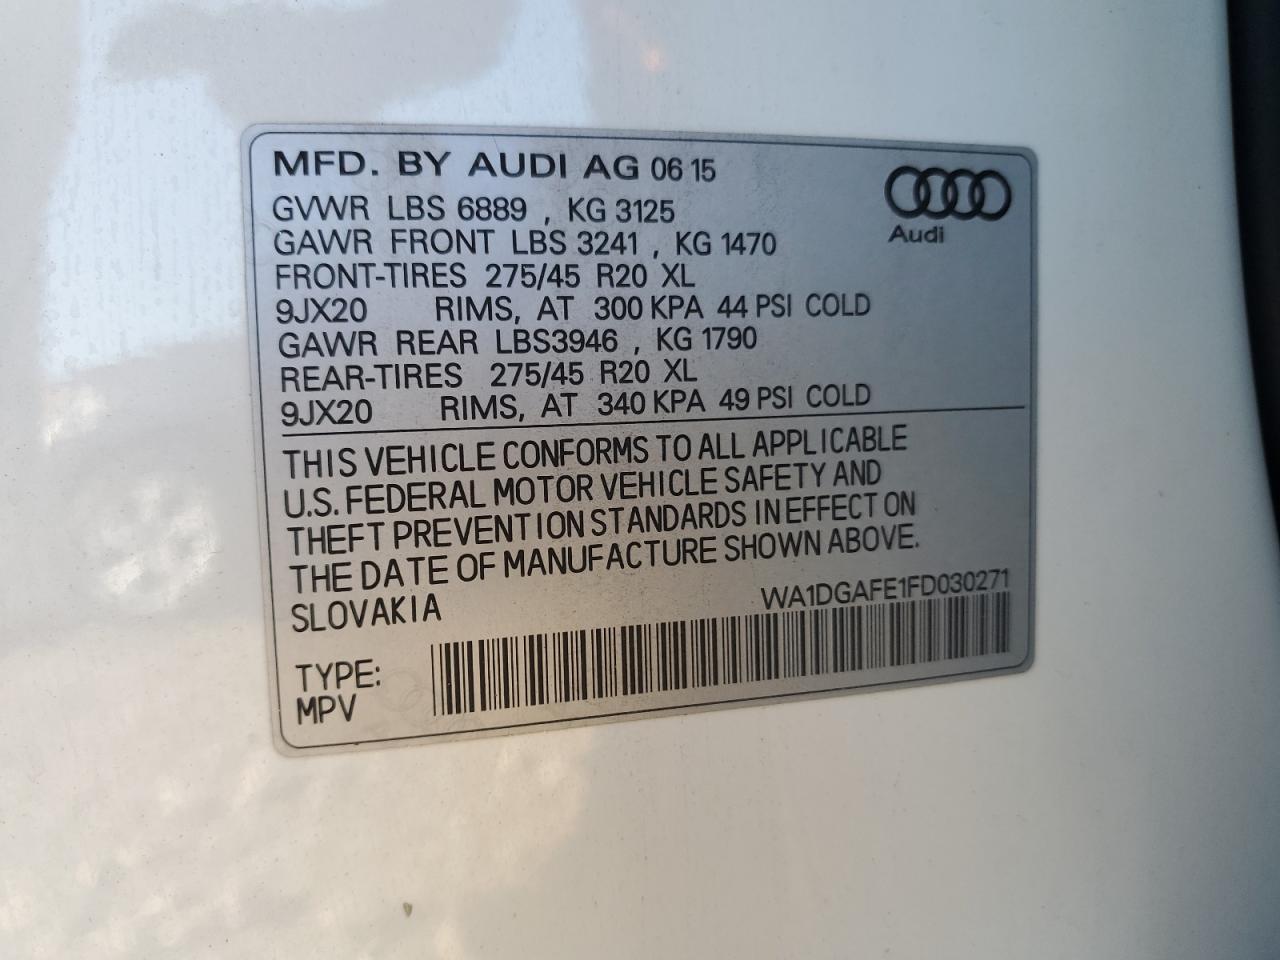 MFD. BY AUDI AG 06 15
GVWR LBS 6889 , KG 3125
GAWR FRONT LBS 3241 , KG 1470
FRONT-TIRES 275/45 R20 XL
9JX20 RIMS, AT 300 KPA 44 PSI COLD
GAWR REAR LBS3946 , KG 1790
REAR-TIRES 275/45 R20 XL
9JX20 RIMS, AT 340 KPA 49 PSI COLD
Audi
THIS VEHICLE CONFORMS TO ALL APPLICABLE
U.S. FEDERAL MOTOR VEHICLE SAFETY AND
THEFT PREVENTION STANDARDS IN EFFECT ON
THE DATE OF MANUFACTURE SHOWN ABOVE.
SLOVAKIA
WA1DGAFE1FD030271
TYPE:
MPV